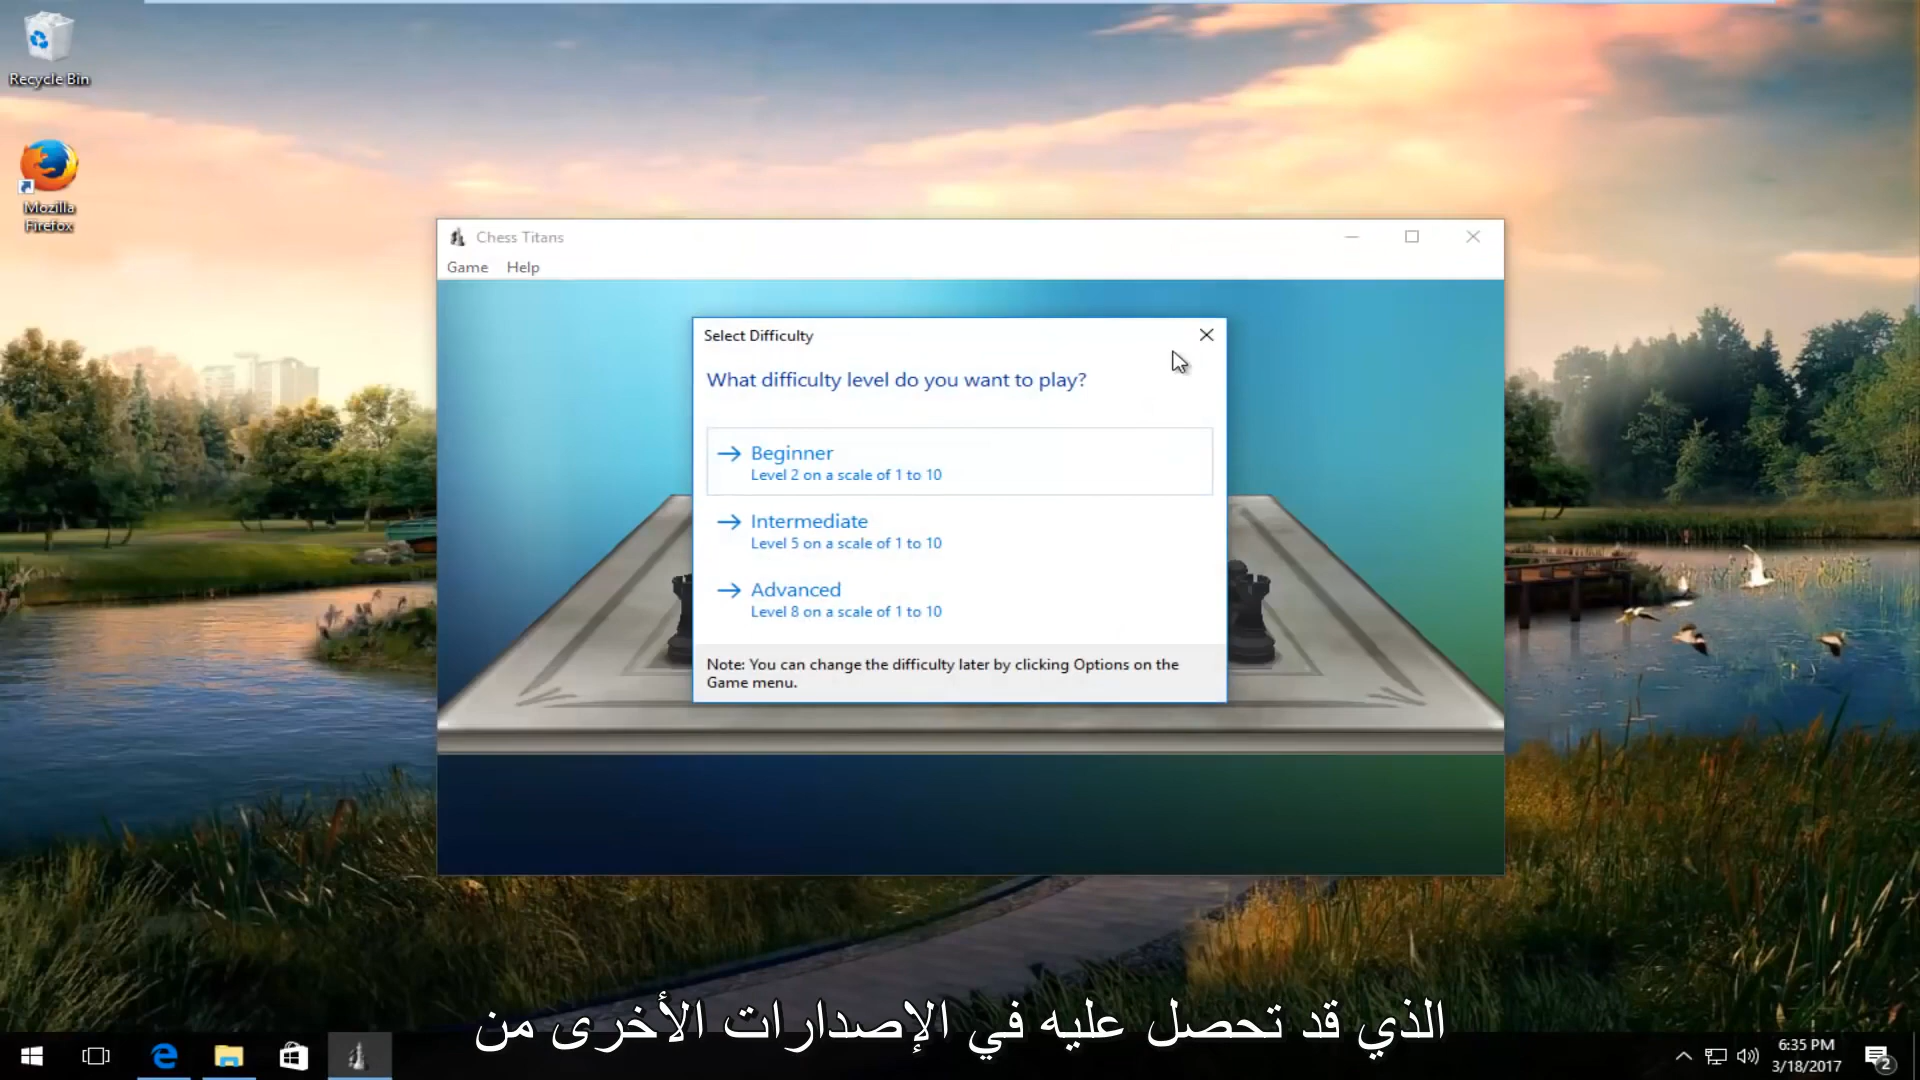 Recycle Bin
Mozilla
Firefox
Chess Titans
Game Help
Select Difficulty
What difficulty level do you want to play?
Beginner
Level 2 on a scale of 1 to 10
Intermediate
Level 5 on a scale of 1 to 10
Advanced
Level 8 on a scale of 1 to 10
Note: You can change the difficulty later by clicking Options on the
Game menu.
الذي قد تحصل عليه في الإصدارات الأخرى من
6:35 PM
3/18/2017
2